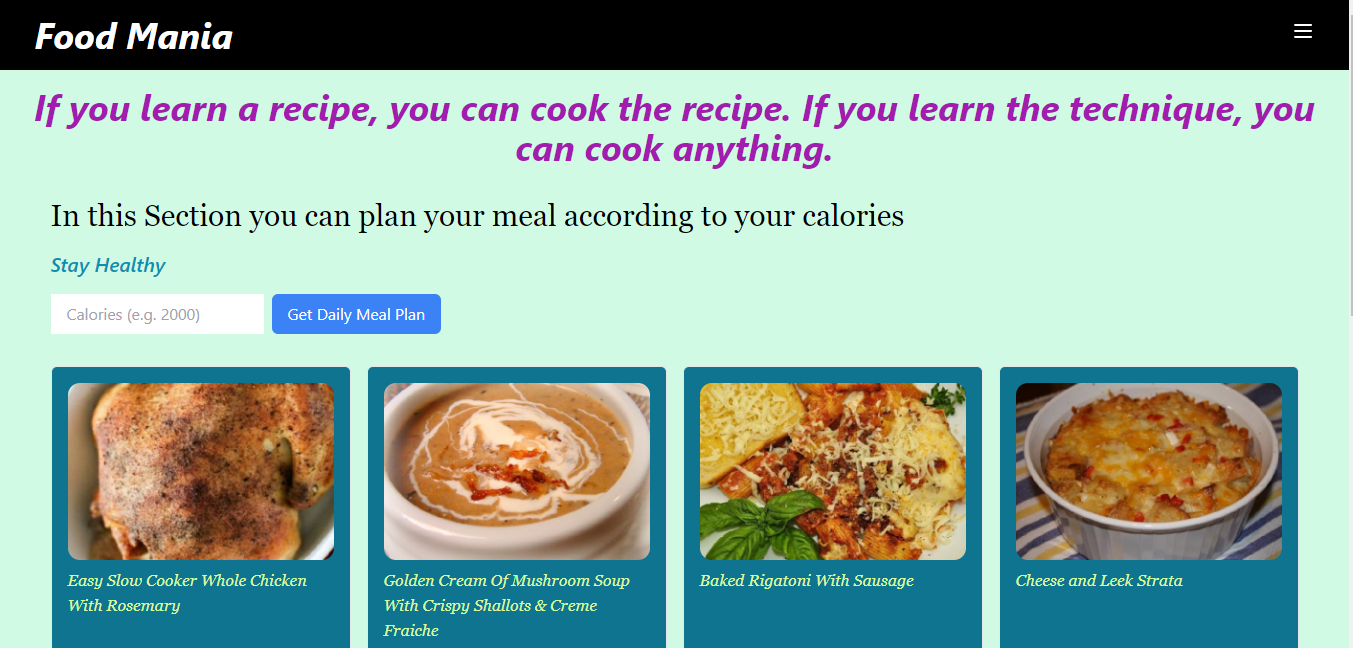 Food Mania
If you learn a recipe, you can cook the recipe. If you learn the technique, you
can cook anything.
In this Section you can plan your meal according to your calories
Stay Healthy
Calories (e.g. 2000)
Get Daily Meal Plan
Easy Slow Cooker Whole Chicken
With Rosemary
Golden Cream Of Mushroom Soup
With Crispy Shallots & Creme
Fraiche
Baked Rigatoni With Sausage
Cheese and Leek Strata